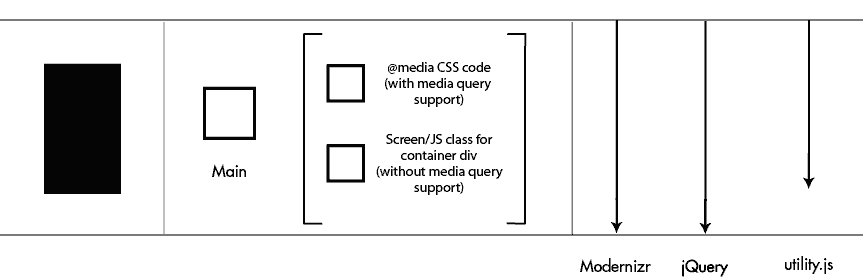 @media CSS code
(with media query
support)
Screen/JS class for
container div
(without media query
support)
Main
Modernizr
jQuery
utility.js